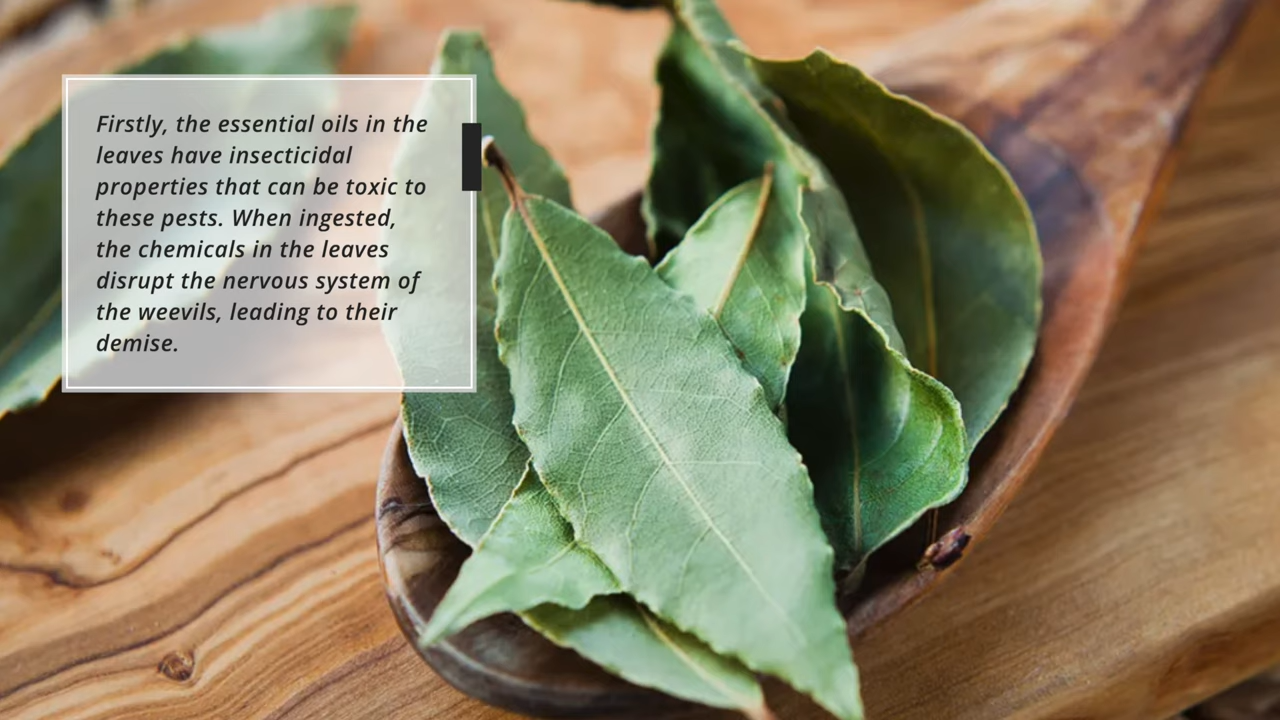 Firstly, the essential oils in the
leaves have insecticidal
properties that can be toxic to
these pests. When ingested,
the chemicals in the leaves
disrupt the nervous system of
the weevils, leading to their
demise.